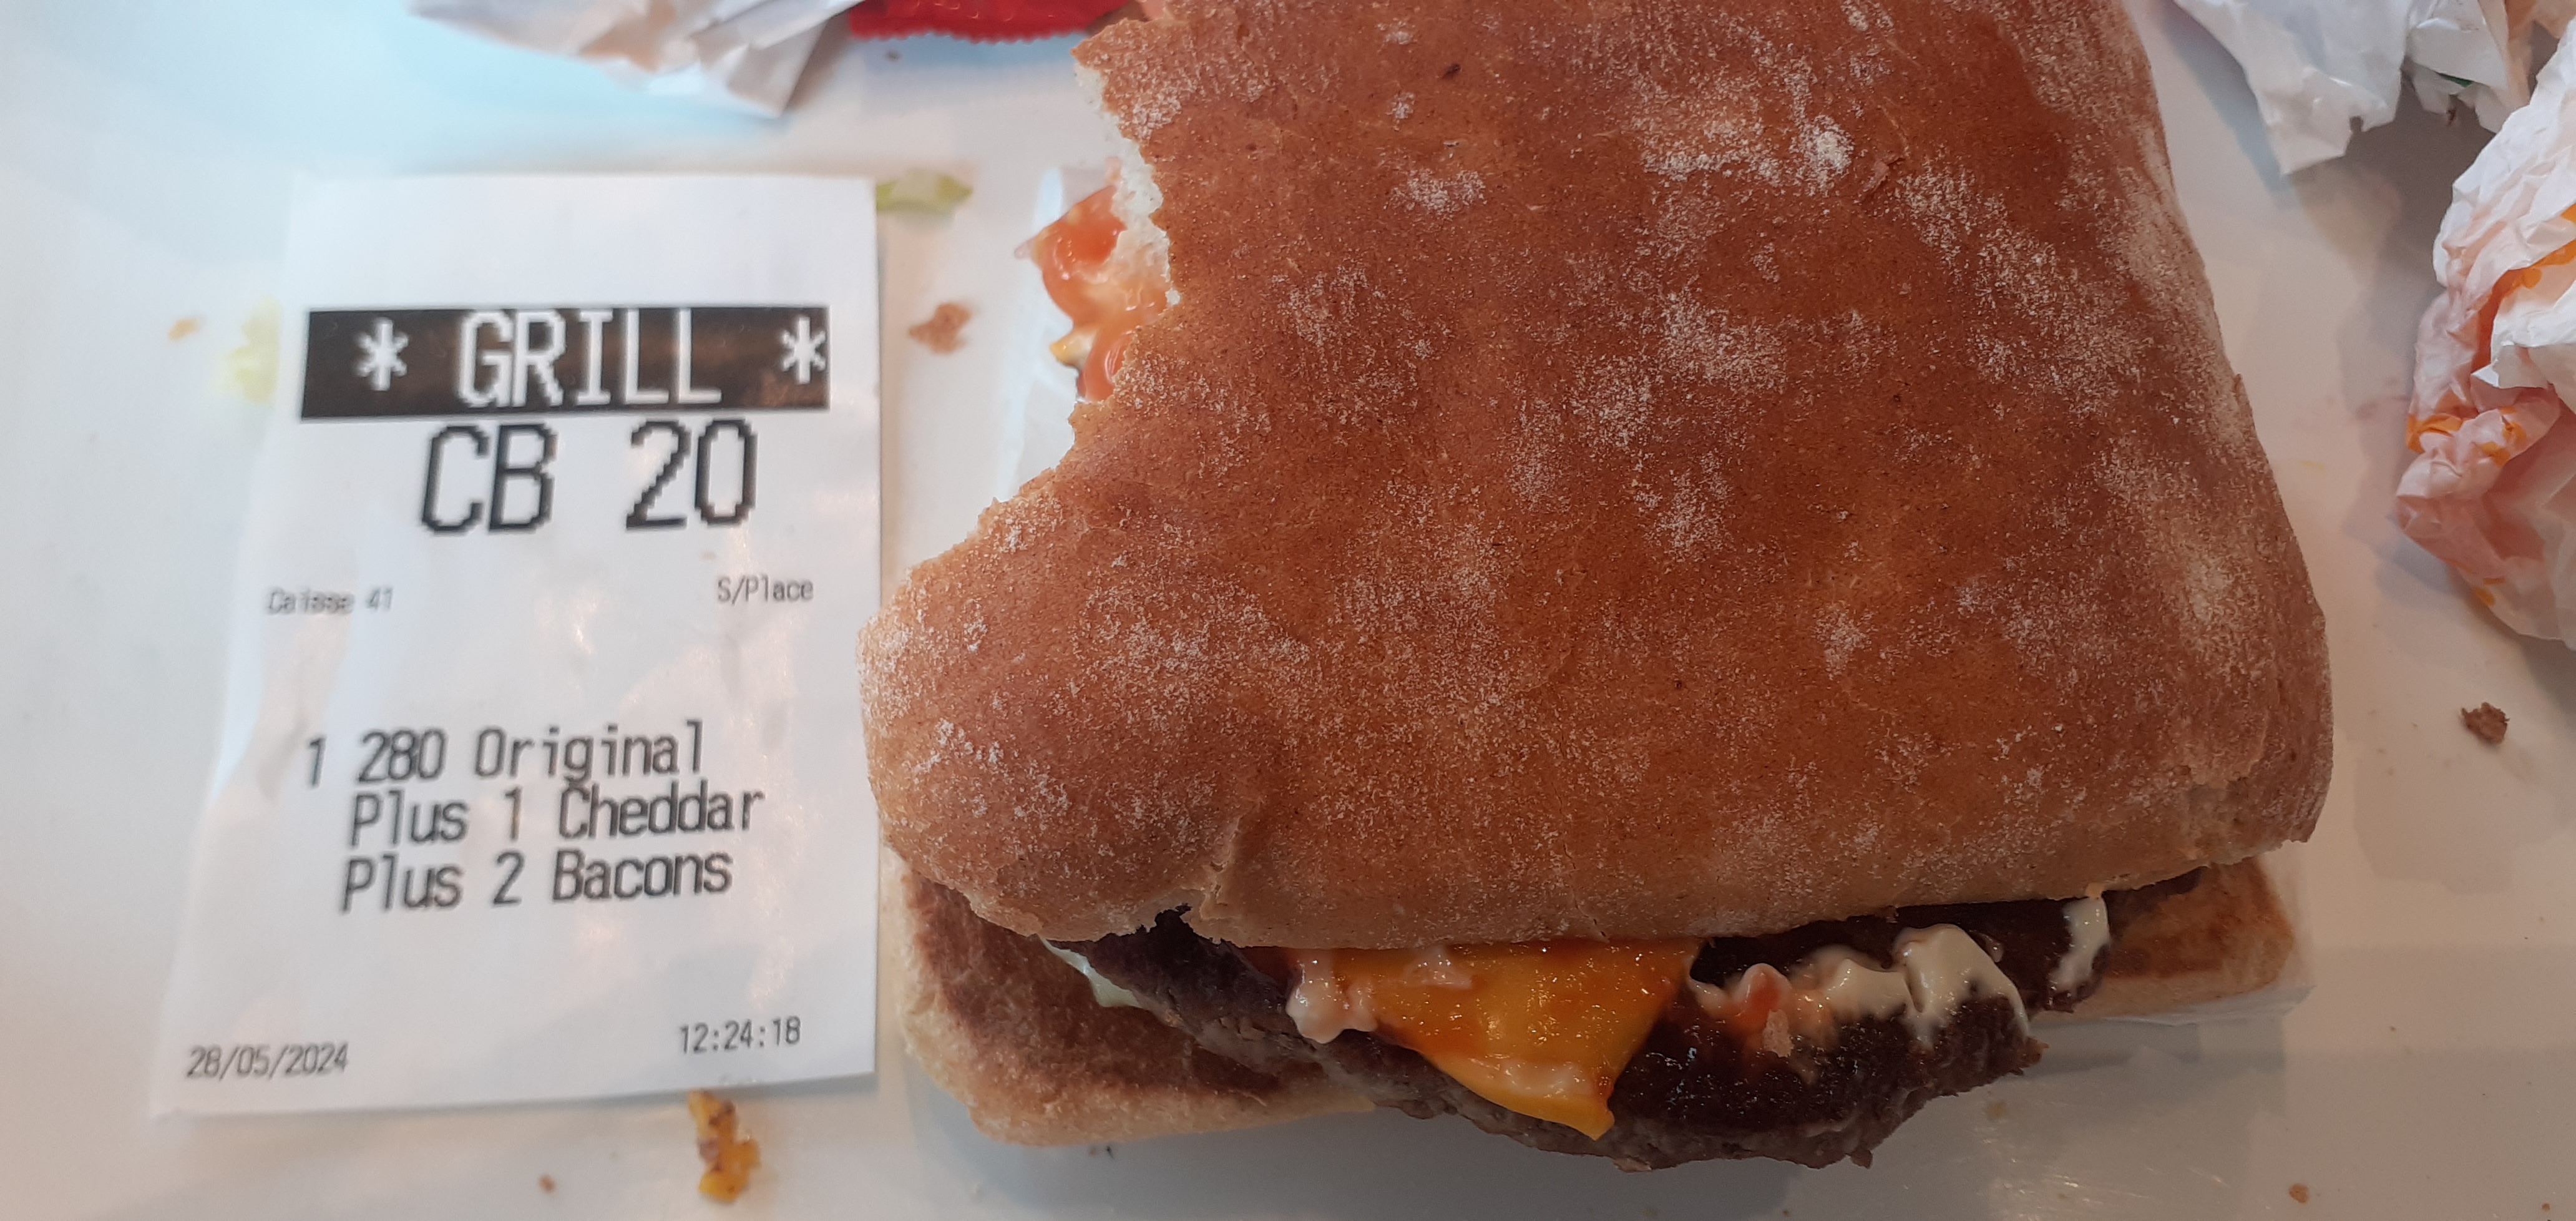 * GRILL *
CB 20
Caisse 41 S/Place
1 280 Original
Plus 1 Cheddar
Plus 2 Bacons
28/05/2024 12:24:18